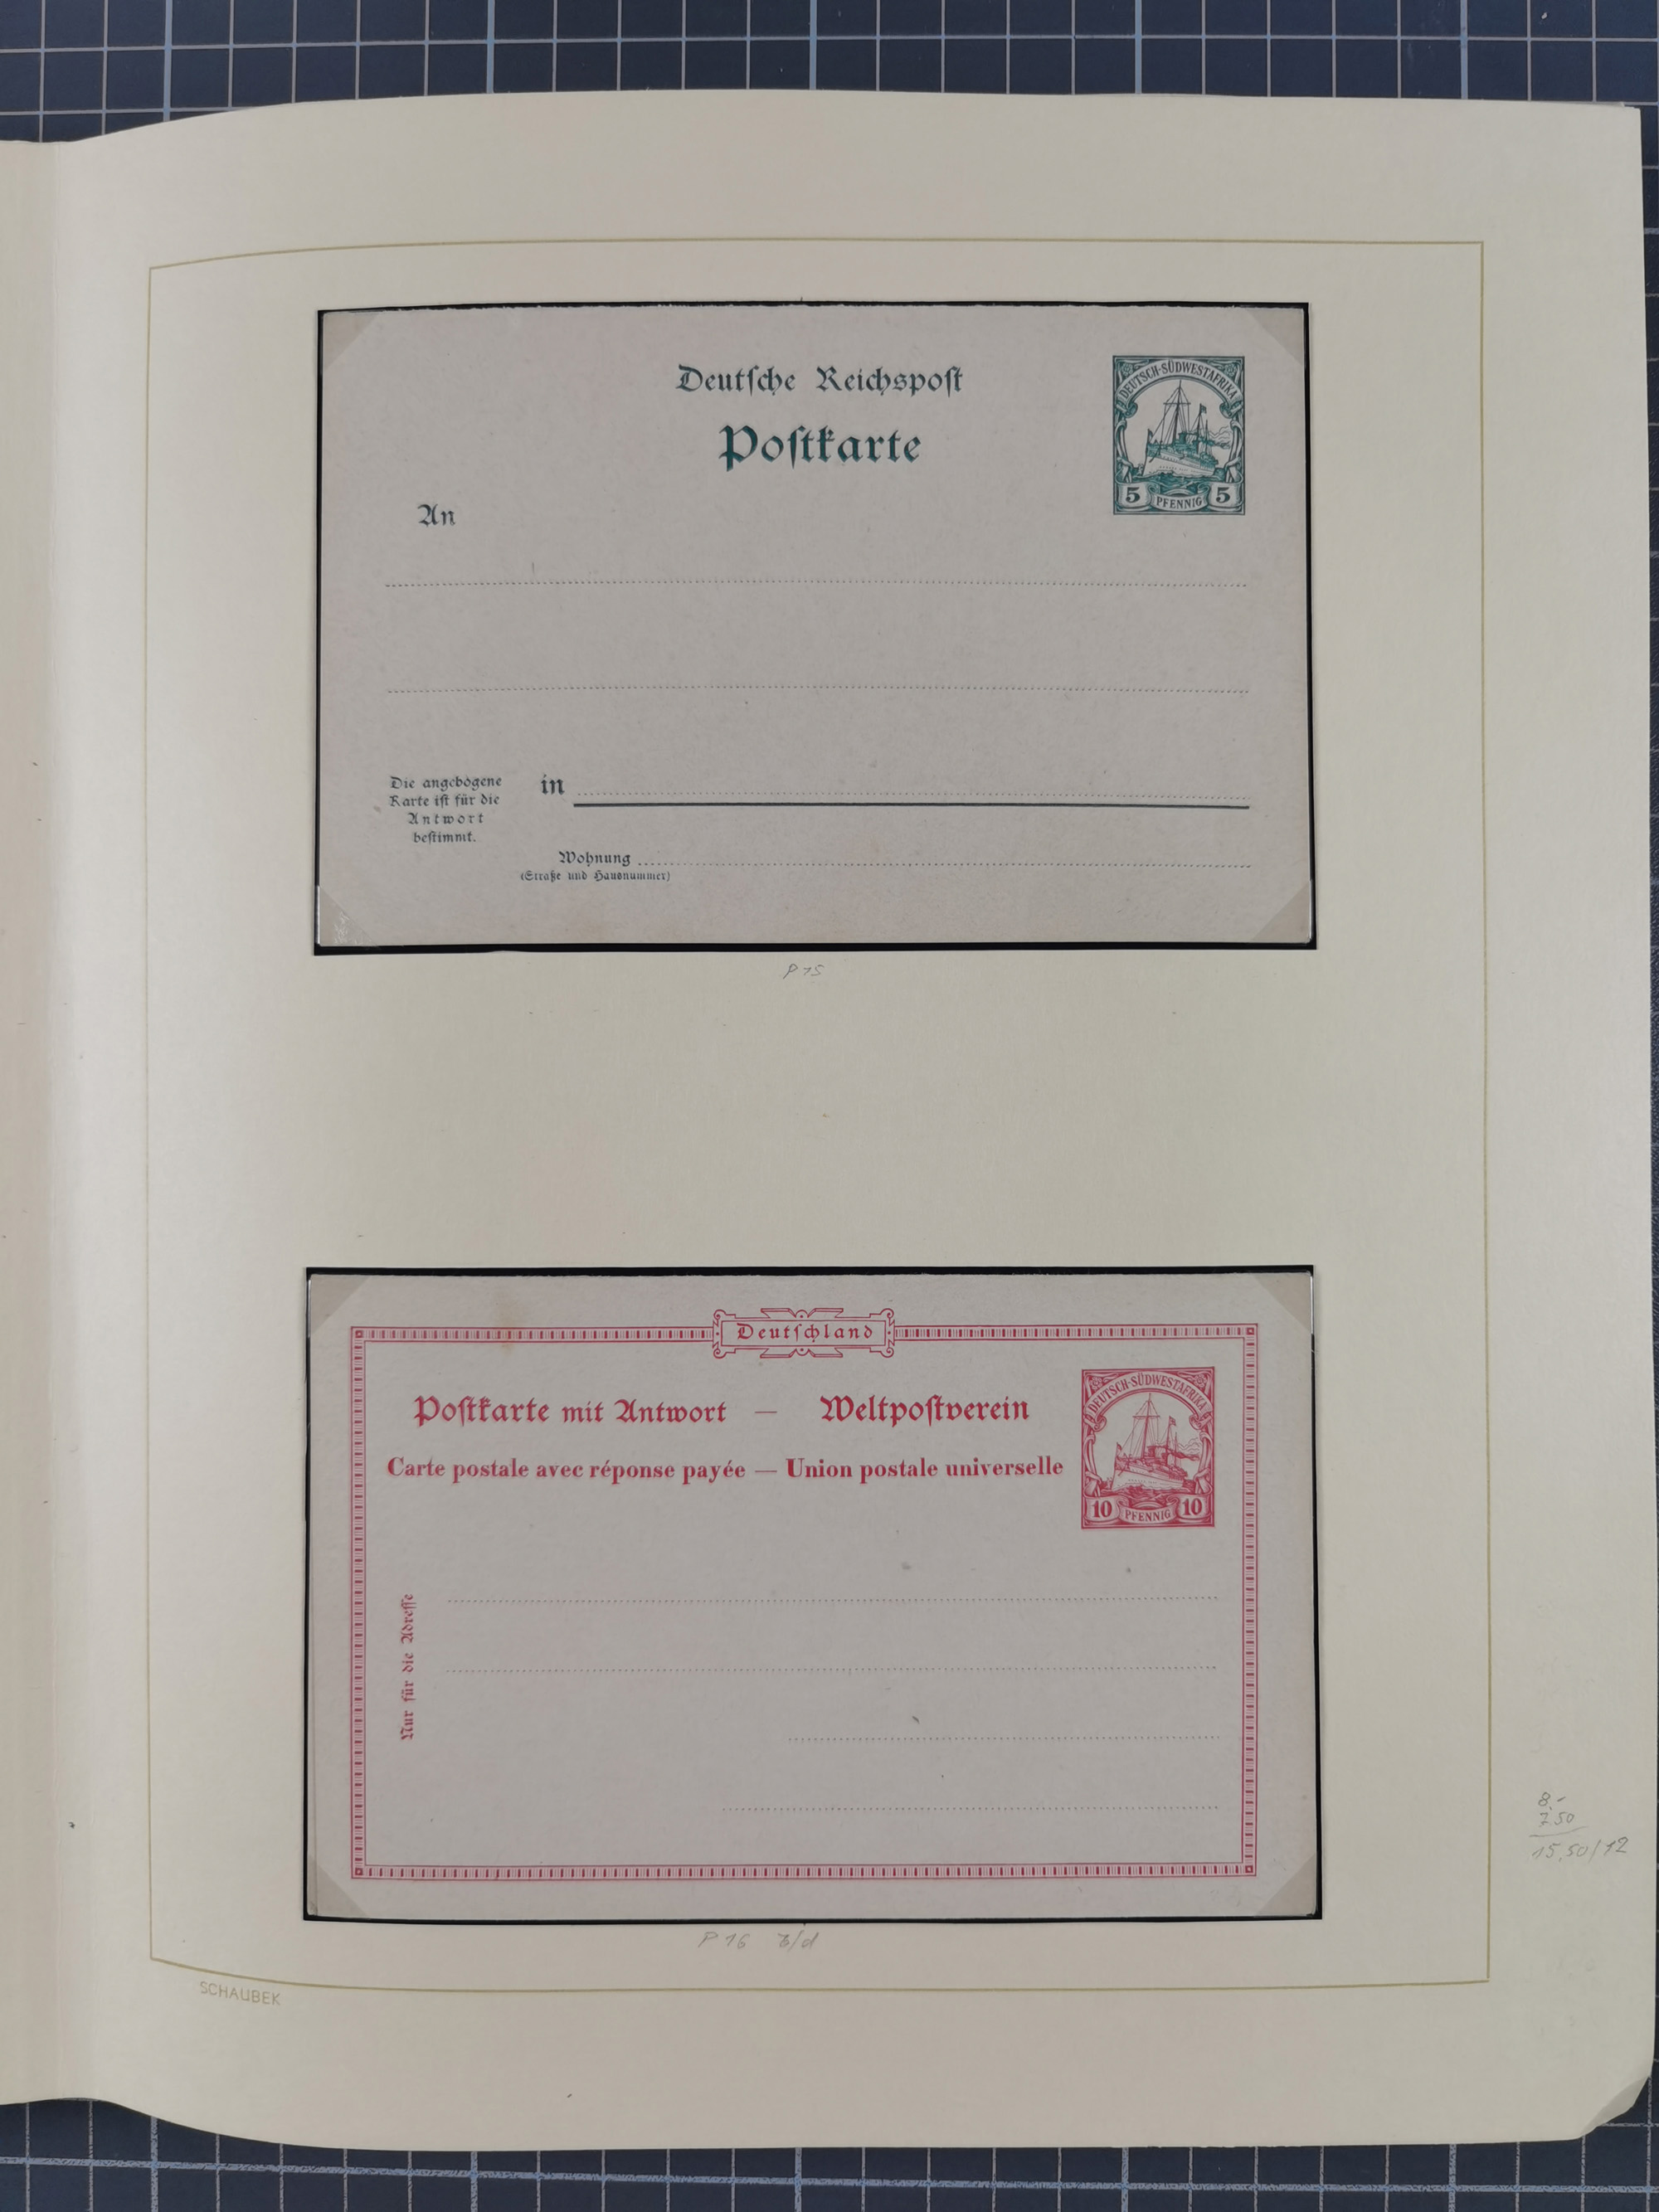 Deutsche Reichspost
Postkarte
DEUTSCH-SÜDWESTAFRIKA
5 PFENNIG 5
An
Die angebogene
Karte ist für die
Antwort
bestimmt.
in
Wohnung
(Straße und Hausnummer)
P 15
Deutschland
Postkarte mit Antwort — Weltpostverein
Carte postale avec réponse payée — Union postale universelle
DEUTSCH-SÜDWESTAFRIKA
10 PFENNIG 10
Nur für die Adresse
8,-
7.50
15,50/12
P 16 b/d
SCHAUBEK